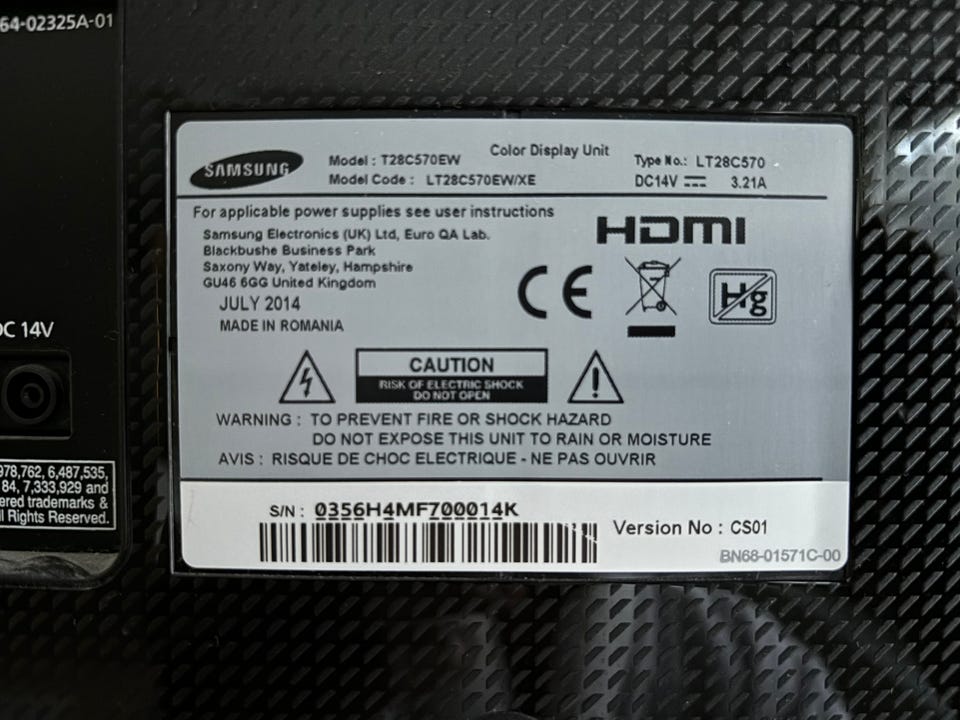 64-02325A-01
SAMSUNG
Model : T28C570EW
Color Display Unit
Type No.: LT28C570
Model Code : LT28C570EW/XE
DC14V 3.21A
For applicable power supplies see user instructions
Samsung Electronics (UK) Ltd, Euro QA Lab.
Blackbushe Business Park
Saxony Way, Yateley, Hampshire
GU46 6GG United Kingdom
JULY 2014
MADE IN ROMANIA
HDMI
CE
Hg
DC 14V
CAUTION
RISK OF ELECTRIC SHOCK
DO NOT OPEN
WARNING : TO PREVENT FIRE OR SHOCK HAZARD
DO NOT EXPOSE THIS UNIT TO RAIN OR MOISTURE
AVIS : RISQUE DE CHOC ELECTRIQUE - NE PAS OUVRIR
978,762, 6,487,535,
84, 7,333,929 and
ered trademarks &
ll Rights Reserved.
S/N : 0356H4MF700014K
Version No : CS01
BN68-01571C-00